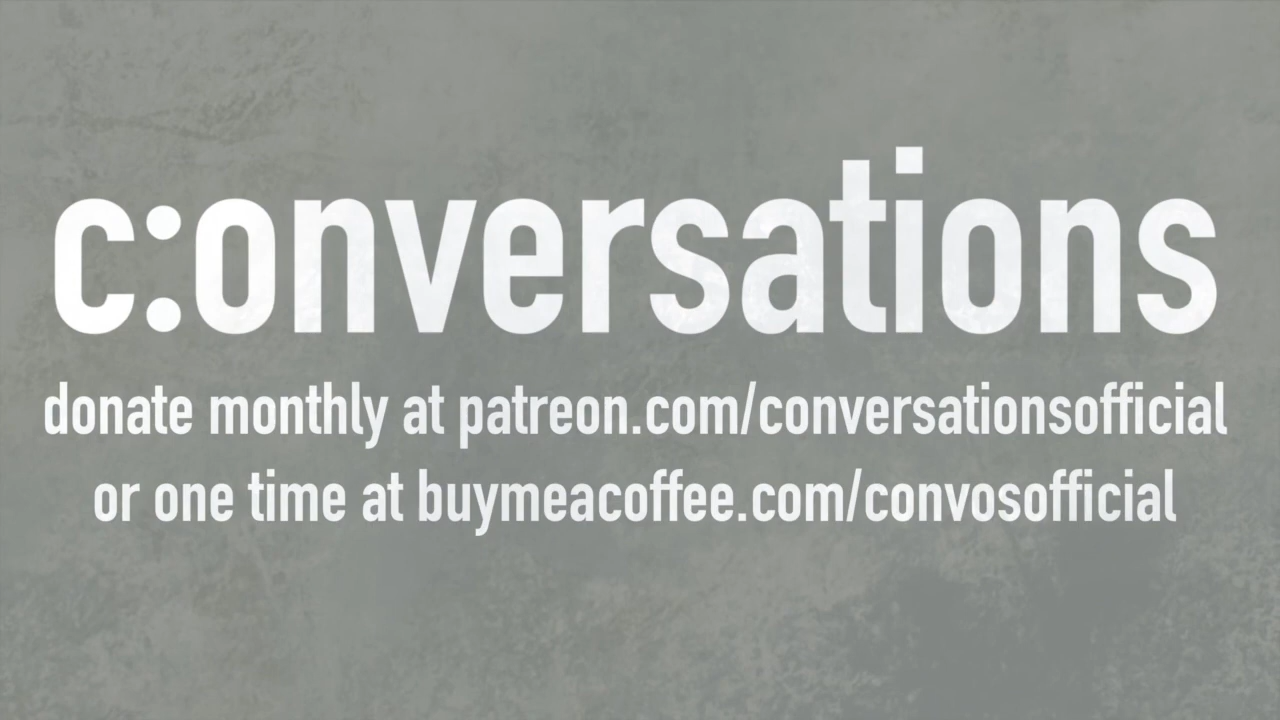 c:onversations
donate monthly at patreon.com/conversationsofficial
or one time at buymeacoffee.com/convosofficial